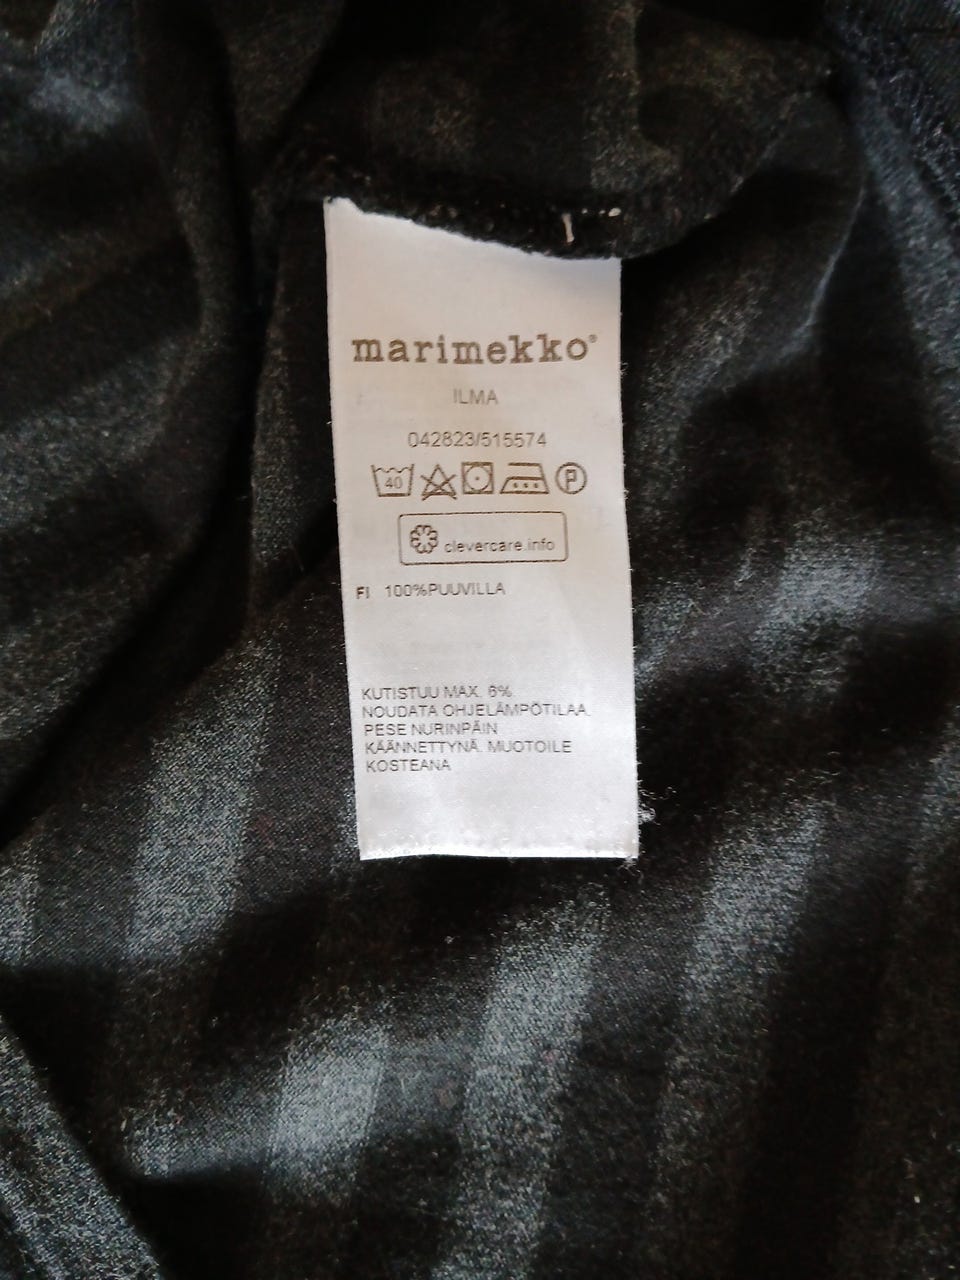 marimekko®
ILMA
042823/515574
40 P
clevercare.info
FI 100%PUUVILLA
KUTISTUU MAX. 6%.
NOUDATA OHJELÄMPÖTILAA.
PESE NURINPÄIN
KÄÄNNETTYNÄ. MUOTOILE
KOSTEANA